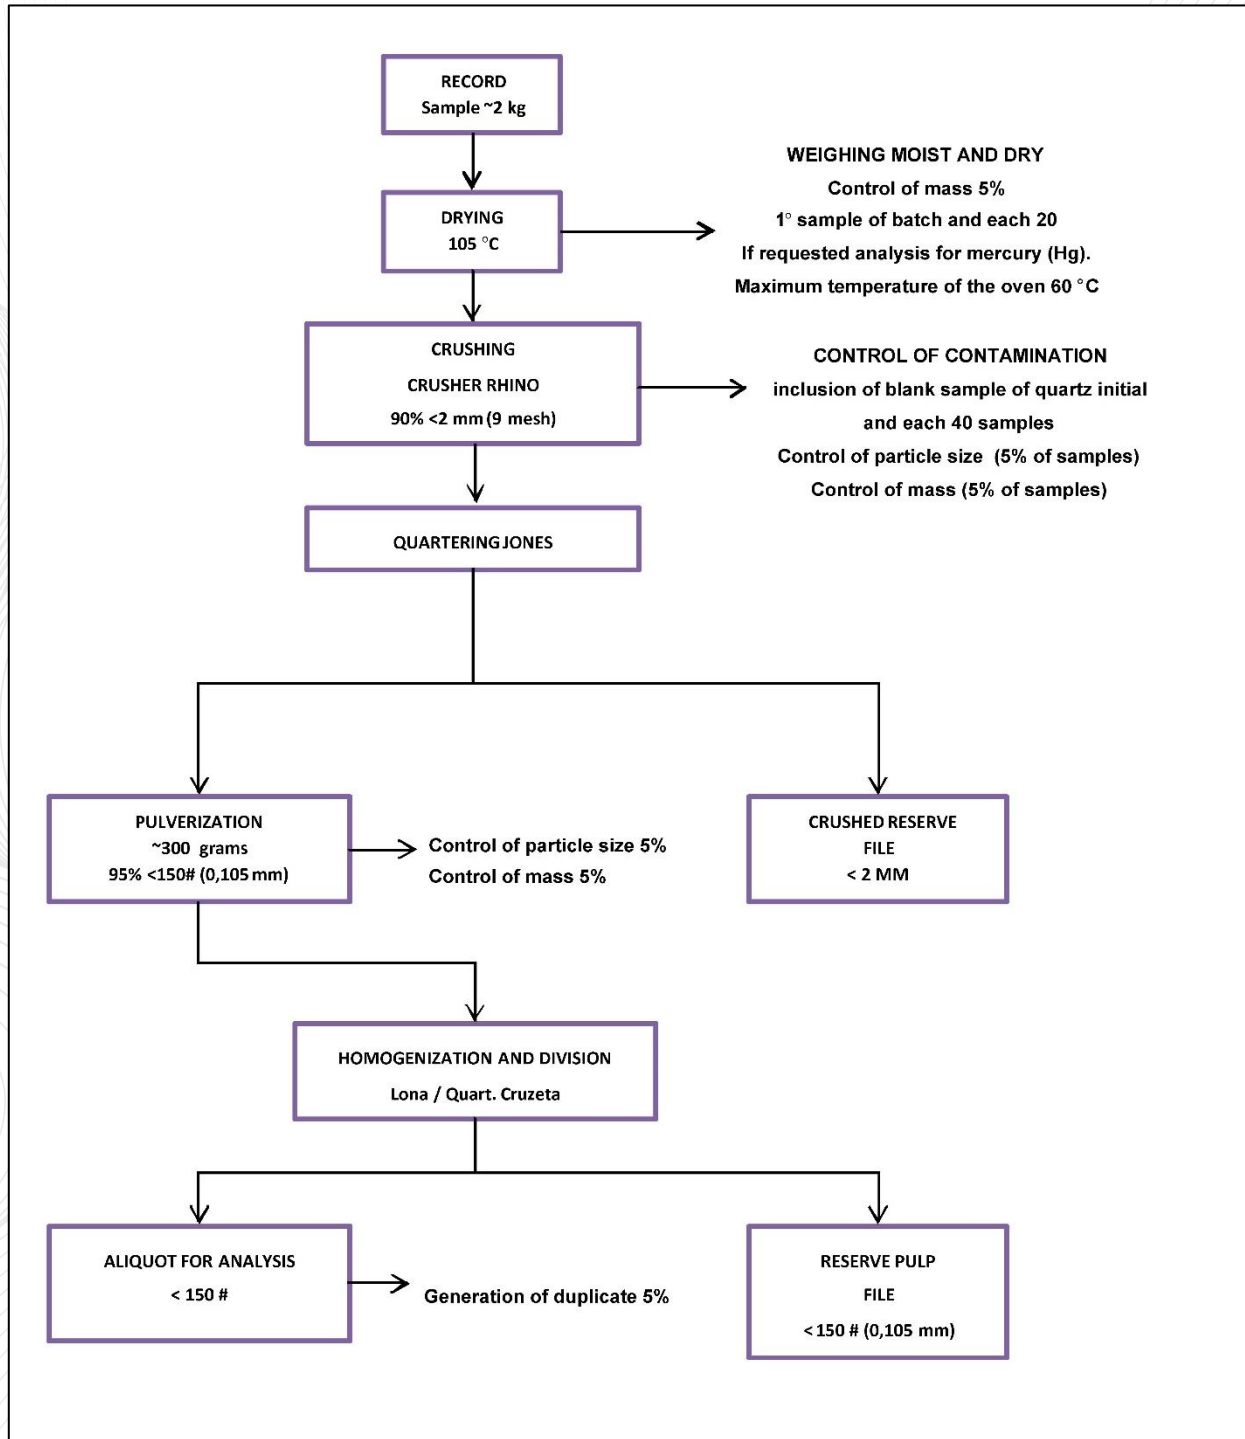 RECORD
Sample ~2 kg
DRYING
105 °C
WEIGHING MOIST AND DRY
Control of mass 5%
1° sample of batch and each 20
If requested analysis for mercury (Hg).
Maximum temperature of the oven 60 °C
CRUSHING
CRUSHER RHINO
90% <2 mm (9 mesh)
CONTROL OF CONTAMINATION
inclusion of blank sample of quartz initial
and each 40 samples
Control of particle size (5% of samples)
Control of mass (5% of samples)
QUARTERING JONES
PULVERIZATION
~300 grams
95% <150# (0,105 mm)
Control of particle size 5%
Control of mass 5%
CRUSHED RESERVE
FILE
< 2 MM
HOMOGENIZATION AND DIVISION
Lona / Quart. Cruzeta
ALIQUOT FOR ANALYSIS
< 150 #
Generation of duplicate 5%
RESERVE PULP
FILE
< 150 # (0,105 mm)